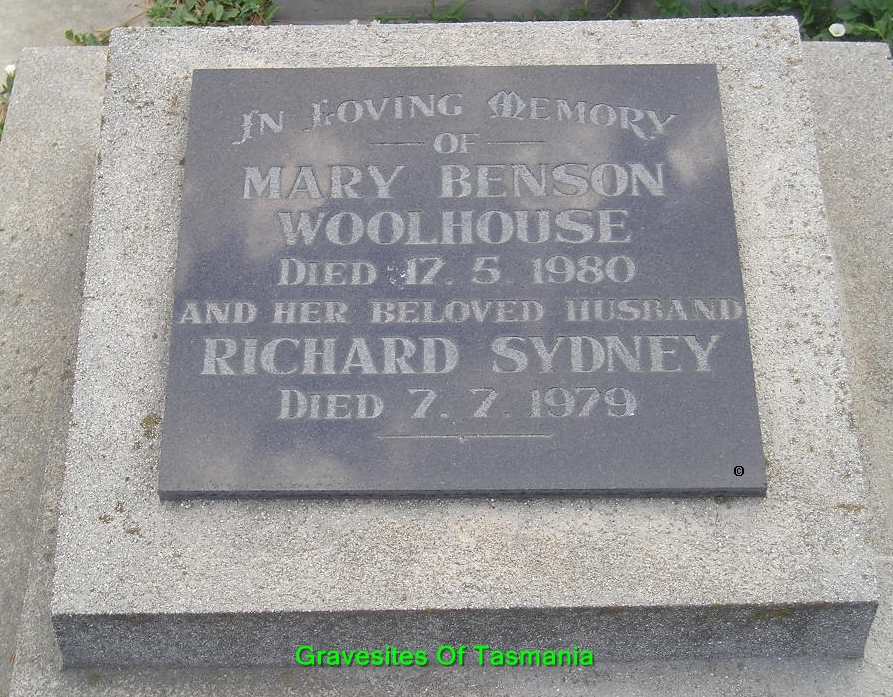 In Loving Memory
OF
MARY BENSON
WOOLHOUSE
DIED 17. 5. 1980
AND HER BELOVED HUSBAND
RICHARD SYDNEY
DIED 7. 7. 1979
©
Gravesites Of Tasmania